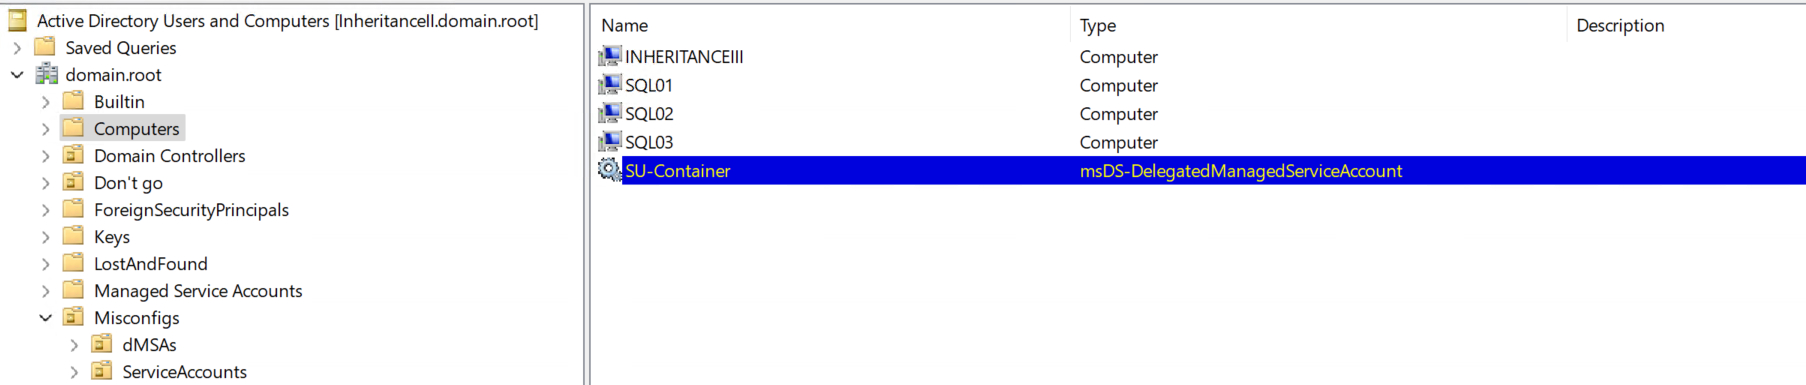 Active Directory Users and Computers [InheritanceII.domain.root]
Saved Queries
domain.root
Builtin
Computers
Domain Controllers
Don't go
ForeignSecurityPrincipals
Keys
LostAndFound
Managed Service Accounts
Misconfigs
dMSAs
ServiceAccounts
Name Type Description
INHERITANCEIII Computer
SQL01 Computer
SQL02 Computer
SQL03 Computer
SU-Container msDS-DelegatedManagedServiceAccount